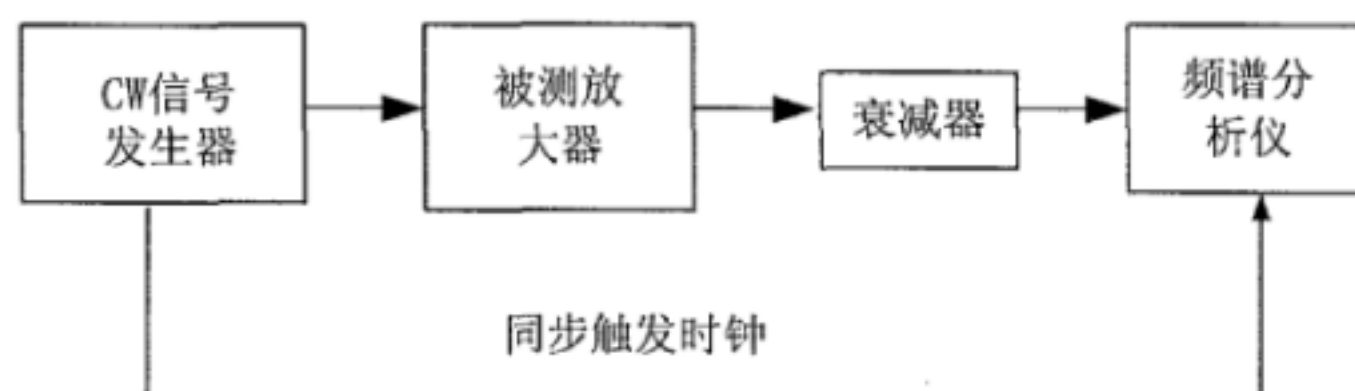 CW信号
发生器
被测放
大器
衰减器
频谱分
析仪
同步触发时钟